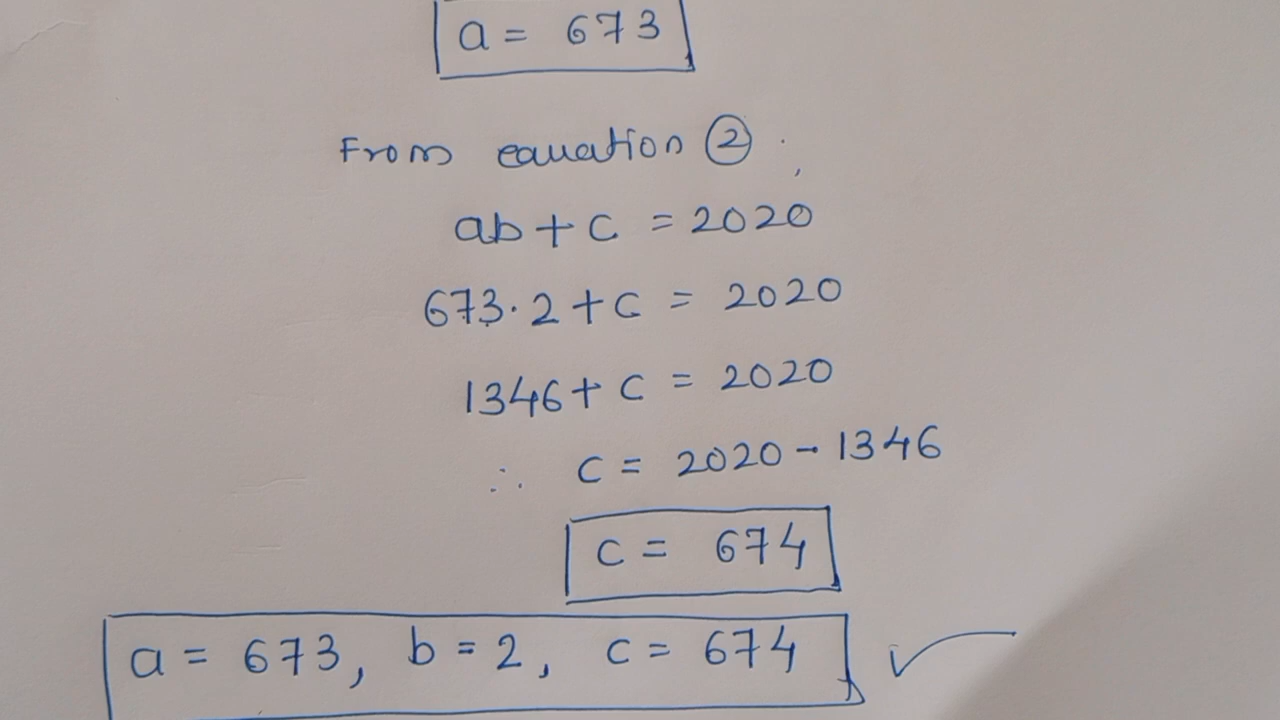 a = 673
From equation ②
ab + c = 2020
673·2 + c = 2020
1346 + c = 2020
∴ c = 2020 - 1346
c = 674
a = 673, b = 2, c = 674 ✓